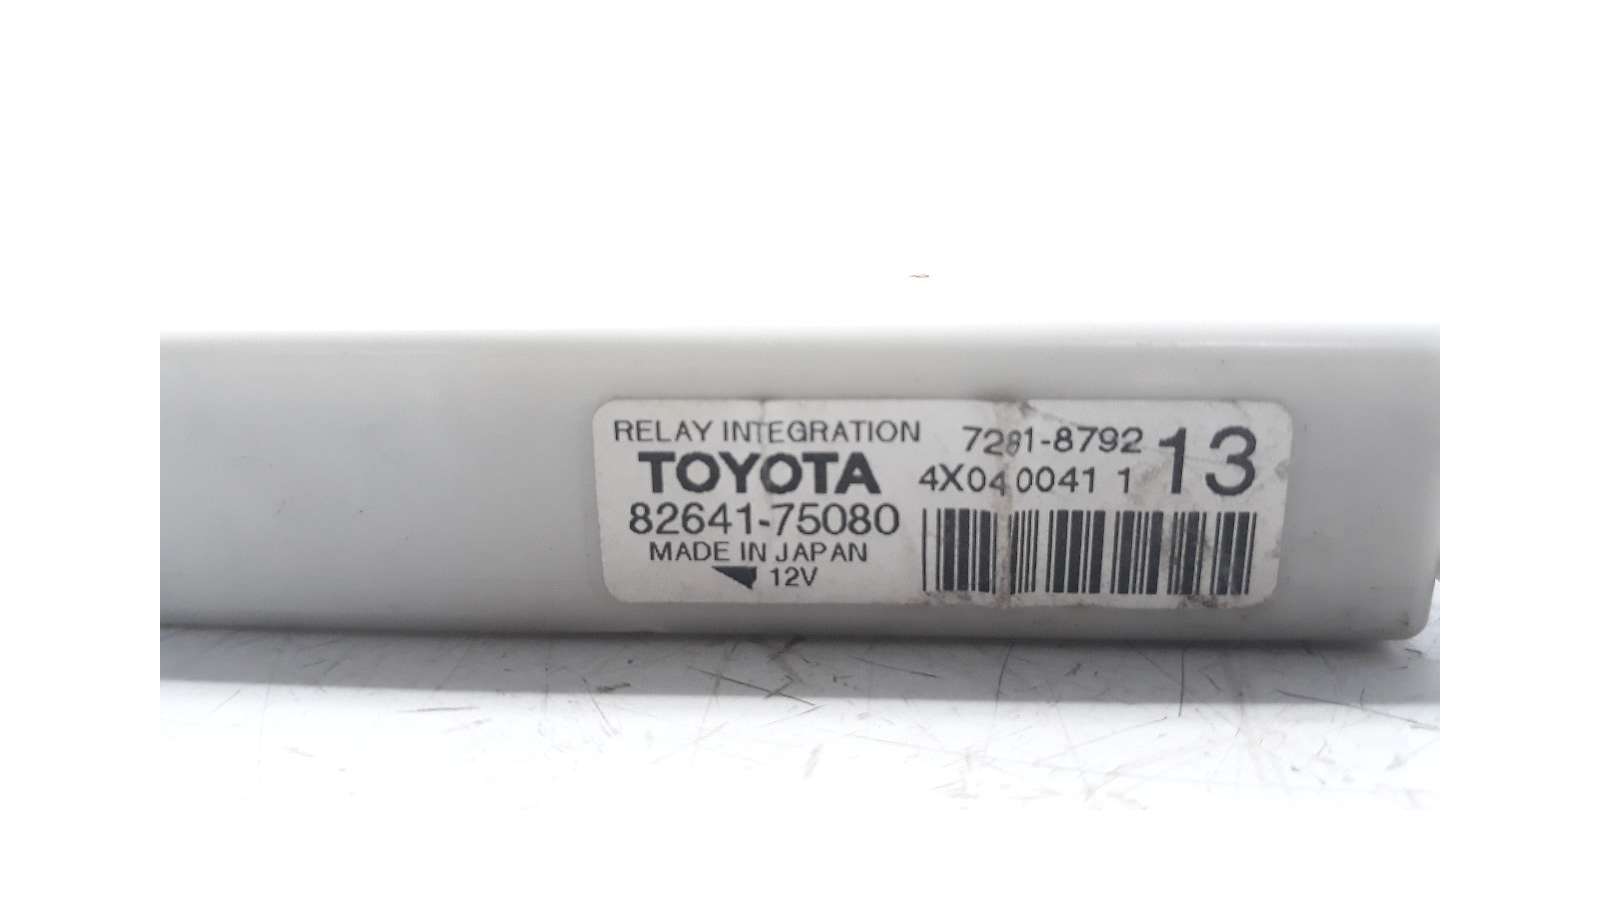 RELAY INTEGRATION
TOYOTA
82641-75080
MADE IN JAPAN
12V
7281-8792
4X04 0041 1
13